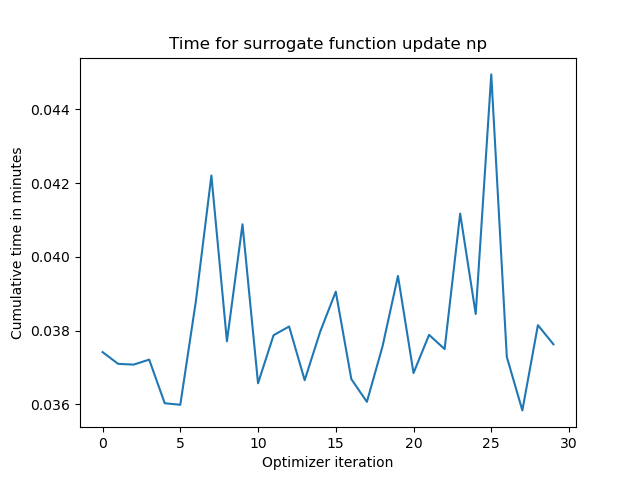 Time for surrogate function update np
Cumulative time in minutes
0.044
0.042
0.040
0.038
0.036
0 5 10 15 20 25 30
Optimizer iteration